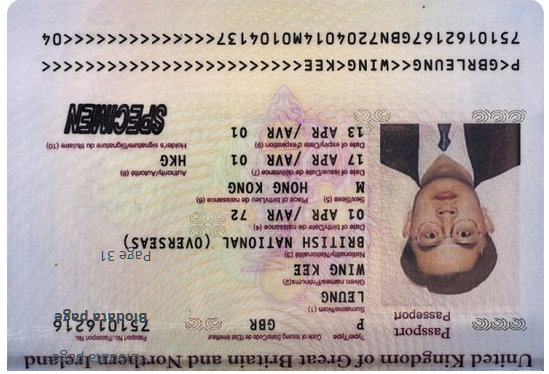 United Kingdom of Great Britain and Northern Ireland
Biodata page
Passport
Passeport
Type/Type Code of Issuing State/Code de l'Etat émetteur Passport No./Passeport No.
P GBR 751016216
Biodata page
Surname/Nom (1)
LEUNG
Given names/Prénoms(2)
WING KEE
Page 31
Nationality/Nationalité (3)
BRITISH NATIONAL (OVERSEAS)
Date of birth/Date de naissance (4)
01 APR /AVR 72
Sex/Sexe (5) Place of birth/Lieu de naissance (6)
M HONG KONG
Date of issue/Date de délivrance (7) Authority/Autorité (8)
17 APR /AVR 01 HKG
Date of expiry/Date d'expiration (9) Holder's signature/Signature du titulaire (10)
13 APR /AVR 01 SPECIMEN
P<GBRLEUNG<<WING<KEE<<<<<<<<<<<<<<<<<<<<<<<<
7510162167GBN7204014M0104137<<<<<<<<<<<<<<04